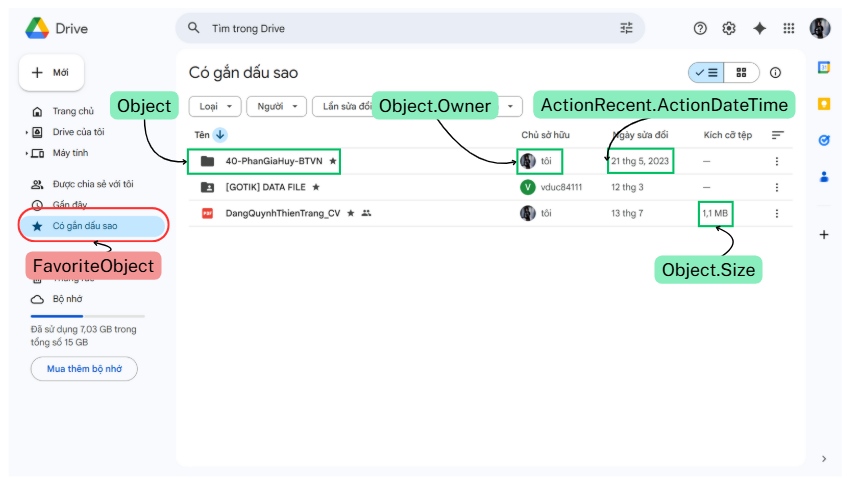 Drive
Tìm trong Drive
Mới
Có gắn dấu sao
Trang chủ
Drive của tôi
Máy tính
Được chia sẻ với tôi
Gần đây
Có gắn dấu sao
FavoriteObject
Bộ nhớ
Đã sử dụng 7,03 GB trong
tổng số 15 GB
Mua thêm bộ nhớ
Object
Loại
Người
Lần sửa đổi
Object.Owner
ActionRecent.ActionDateTime
Tên
Chủ sở hữu
Ngày sửa đổi
Kích cỡ tệp
40-PhanGiaHuy-BTVN
tôi
21 thg 5, 2023
—
[GOTIK] DATA FILE
V
vduc84111
12 thg 3
—
PDF
DangQuynhThienTrang_CV
tôi
13 thg 7
1,1 MB
Object.Size